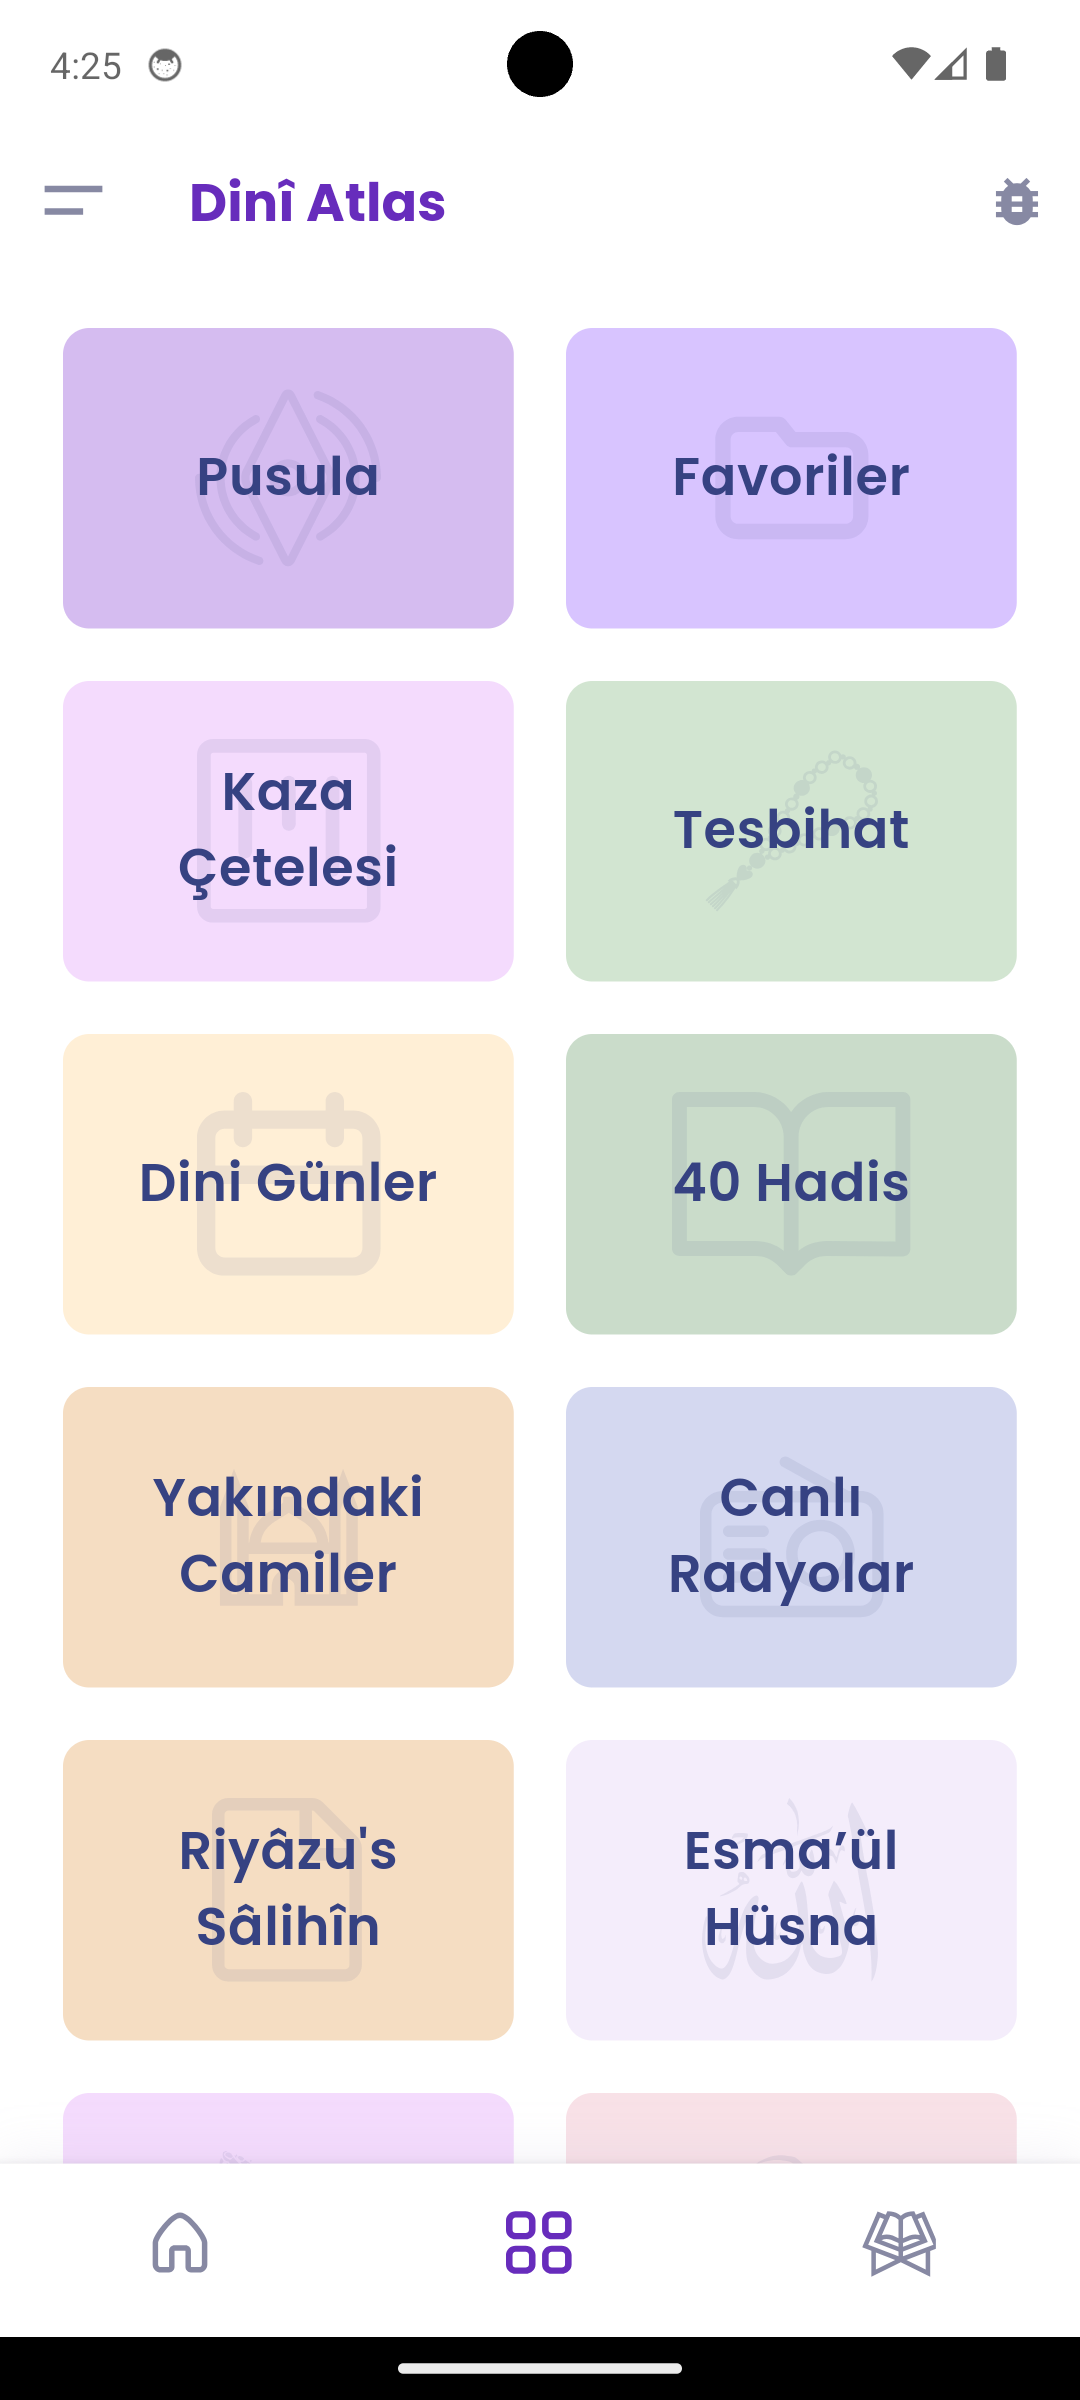 4:25
Dinî Atlas
Pusula
Favoriler
Kaza
Çetelesi
Tesbihat
Dini Günler
40 Hadis
Yakındaki
Camiler
Canlı
Radyolar
Riyâzu's
Sâlihîn
Esma’ül
Hüsna
الله